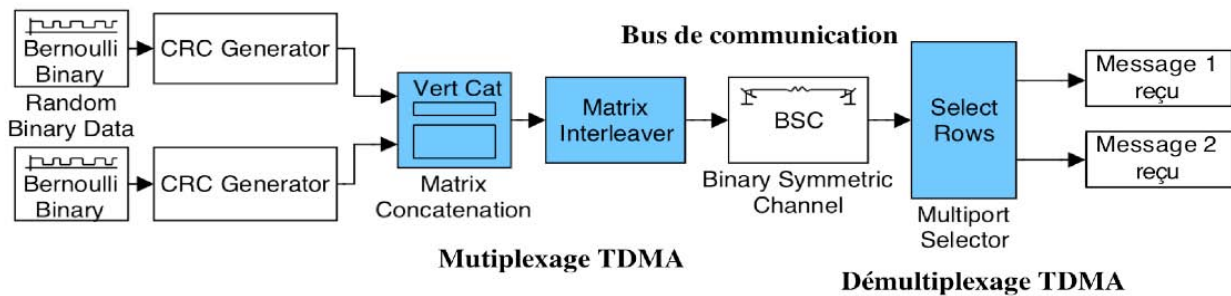 Bernoulli
Binary
Random
Binary Data
CRC Generator
Bernoulli
Binary
CRC Generator
Vert Cat
Matrix
Concatenation
Matrix
Interleaver
Mutiplexage TDMA
Bus de communication
BSC
Binary Symmetric
Channel
Select
Rows
Multiport
Selector
Démultiplexage TDMA
Message 1
reçu
Message 2
reçu